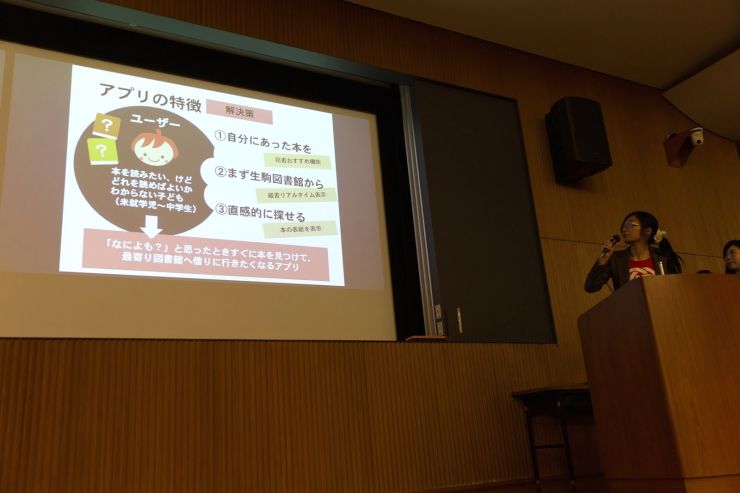 アプリの特徴
解決策
ユーザー
?
?
本を読みたい、けど
どれを読めばよいか
わからない子ども
（未就学児～中学生）
①自分にあった本を
司書おすすめ機能
②まず生駒図書館から
蔵書リアルタイム表示
③直感的に探せる
本の表紙を表示
「なによも？」と思ったときすぐに本を見つけて、
最寄り図書館へ借りに行きたくなるアプリ